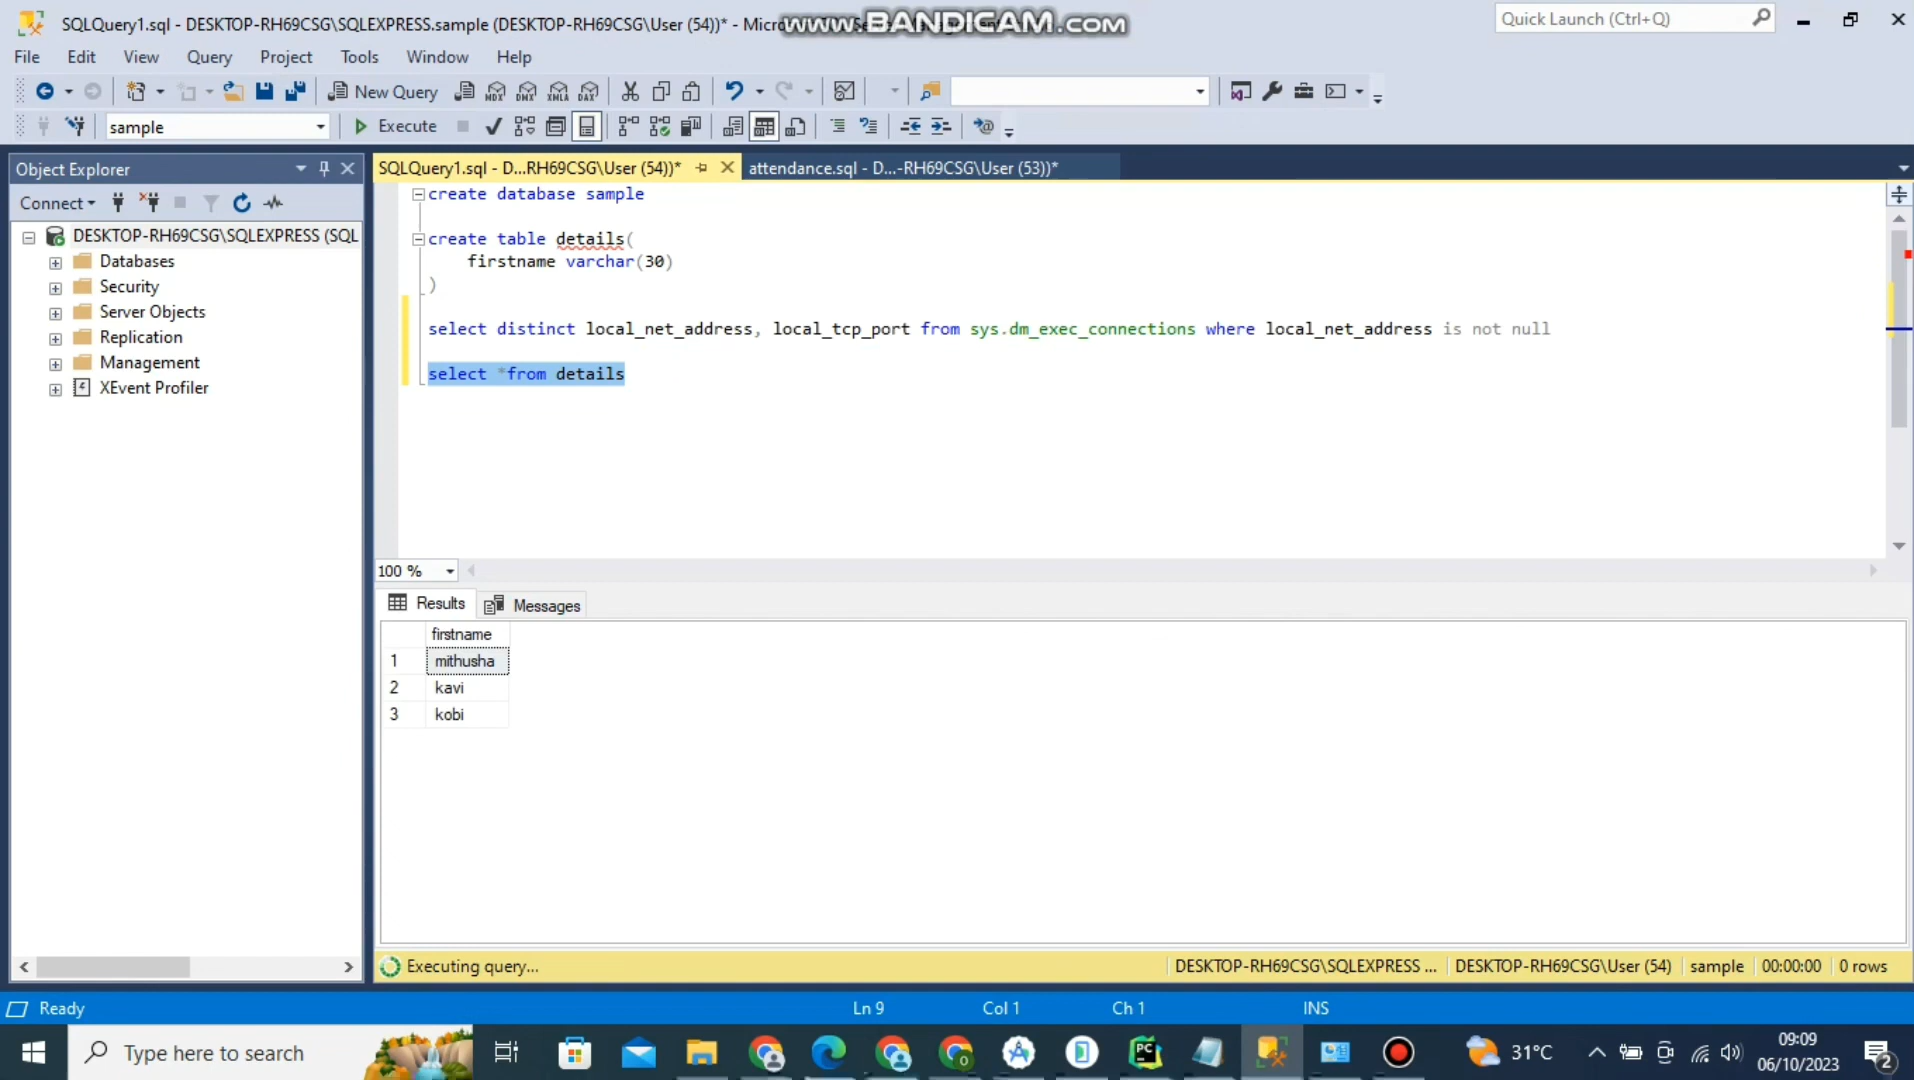 SQLQuery1.sql - DESKTOP-RH69CSG\SQLEXPRESS.sample (DESKTOP-RH69CSG\User (54))* - Micro
www.BANDICAM.com
Quick Launch (Ctrl+Q)
File Edit View Query Project Tools Window Help
New Query
MDX DMX XMLA DAX
sample
Execute
Object Explorer
SQLQuery1.sql - D...RH69CSG\User (54))*
attendance.sql - D...-RH69CSG\User (53))*
Connect
DESKTOP-RH69CSG\SQLEXPRESS (SQL
Databases
Security
Server Objects
Replication
Management
XEvent Profiler
create database sample
create table details(
firstname varchar(30)
)
select distinct local_net_address, local_tcp_port from sys.dm_exec_connections where local_net_address is not null
select *from details
100 %
Results
Messages
firstname
1 mithusha
2 kavi
3 kobi
Executing query...
DESKTOP-RH69CSG\SQLEXPRESS ...
DESKTOP-RH69CSG\User (54)
sample
00:00:00
0 rows
Ready
Ln 9
Col 1
Ch 1
INS
Type here to search
PC
31°C
09:09
06/10/2023
2